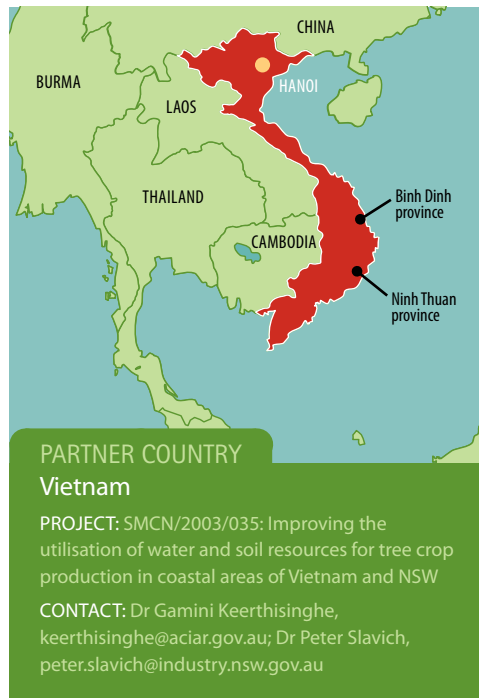 CHINA
BURMA
HANOI
LAOS
THAILAND
Binh Dinh
province
CAMBODIA
Ninh Thuan
province
PARTNER COUNTRY
Vietnam
PROJECT: SMCN/2003/035: Improving the
utilisation of water and soil resources for tree crop
production in coastal areas of Vietnam and NSW
CONTACT: Dr Gamini Keerthisinghe,
keerthisinghe@aciar.gov.au; Dr Peter Slavich,
peter.slavich@industry.nsw.gov.au